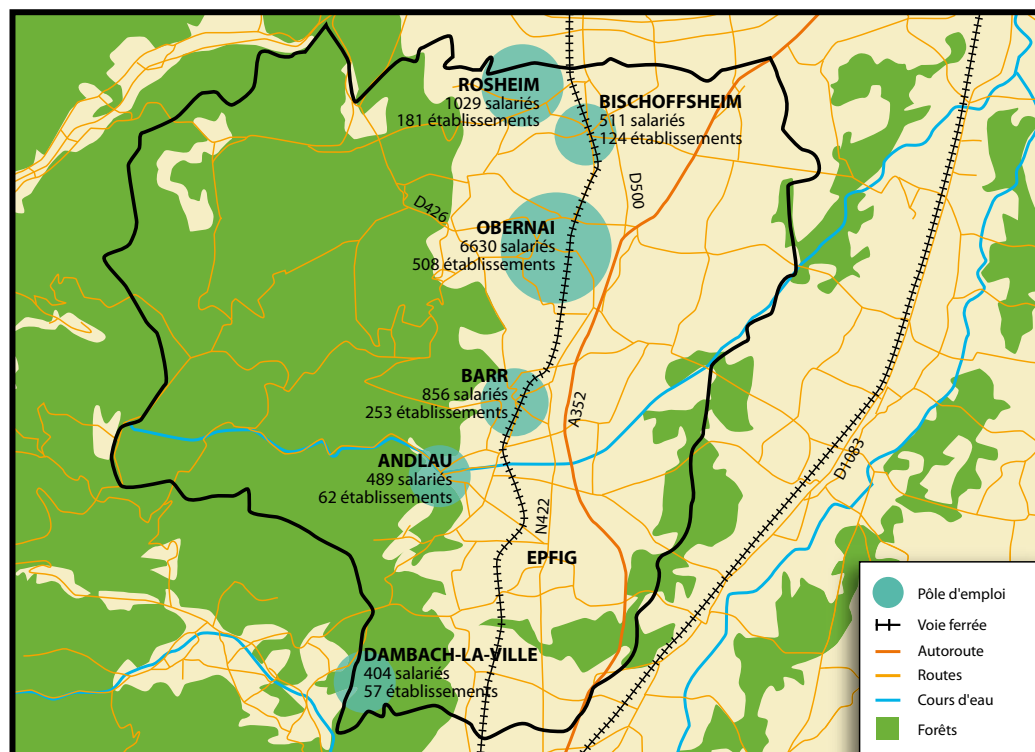 ROSHEIM
1029 salariés
181 établissements
BISCHOFFSHEIM
511 salariés
124 établissements
D500
D426
OBERNAI
6630 salariés
508 établissements
BARR
856 salariés
253 établissements
A352
ANDLAU
489 salariés
62 établissements
D1083
N422
EPFIG
DAMBACH-LA-VILLE
404 salariés
57 établissements
Pôle d'emploi
Voie ferrée
Autoroute
Routes
Cours d'eau
Forêts